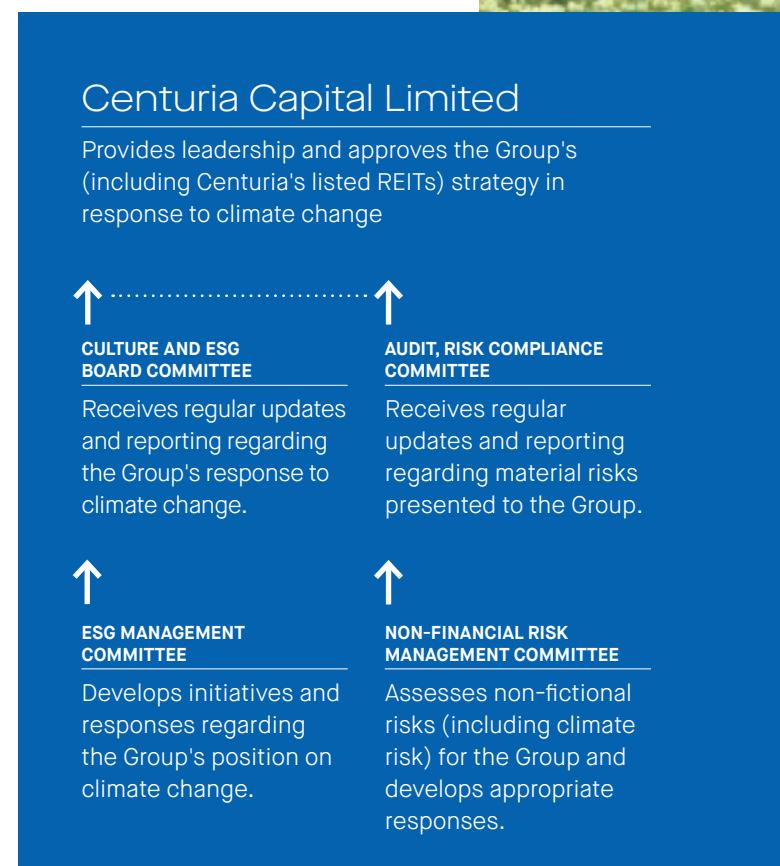 Centuria Capital Limited
Provides leadership and approves the Group's
(including Centuria's listed REITs) strategy in
response to climate change
CULTURE AND ESG
BOARD COMMITTEE
Receives regular updates
and reporting regarding
the Group's response to
climate change.
AUDIT, RISK COMPLIANCE
COMMITTEE
Receives regular
updates and reporting
regarding material risks
presented to the Group.
ESG MANAGEMENT
COMMITTEE
Develops initiatives and
responses regarding
the Group's position on
climate change.
NON-FINANCIAL RISK
MANAGEMENT COMMITTEE
Assesses non-fictional
risks (including climate
risk) for the Group and
develops appropriate
responses.